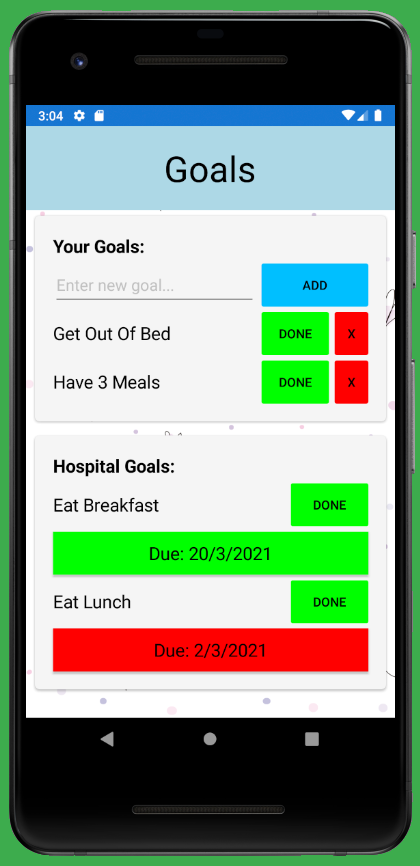 3:04
Goals
Your Goals:
Enter new goal...
ADD
Get Out Of Bed
DONE
X
Have 3 Meals
DONE
X
Hospital Goals:
Eat Breakfast
DONE
Due: 20/3/2021
Eat Lunch
DONE
Due: 2/3/2021